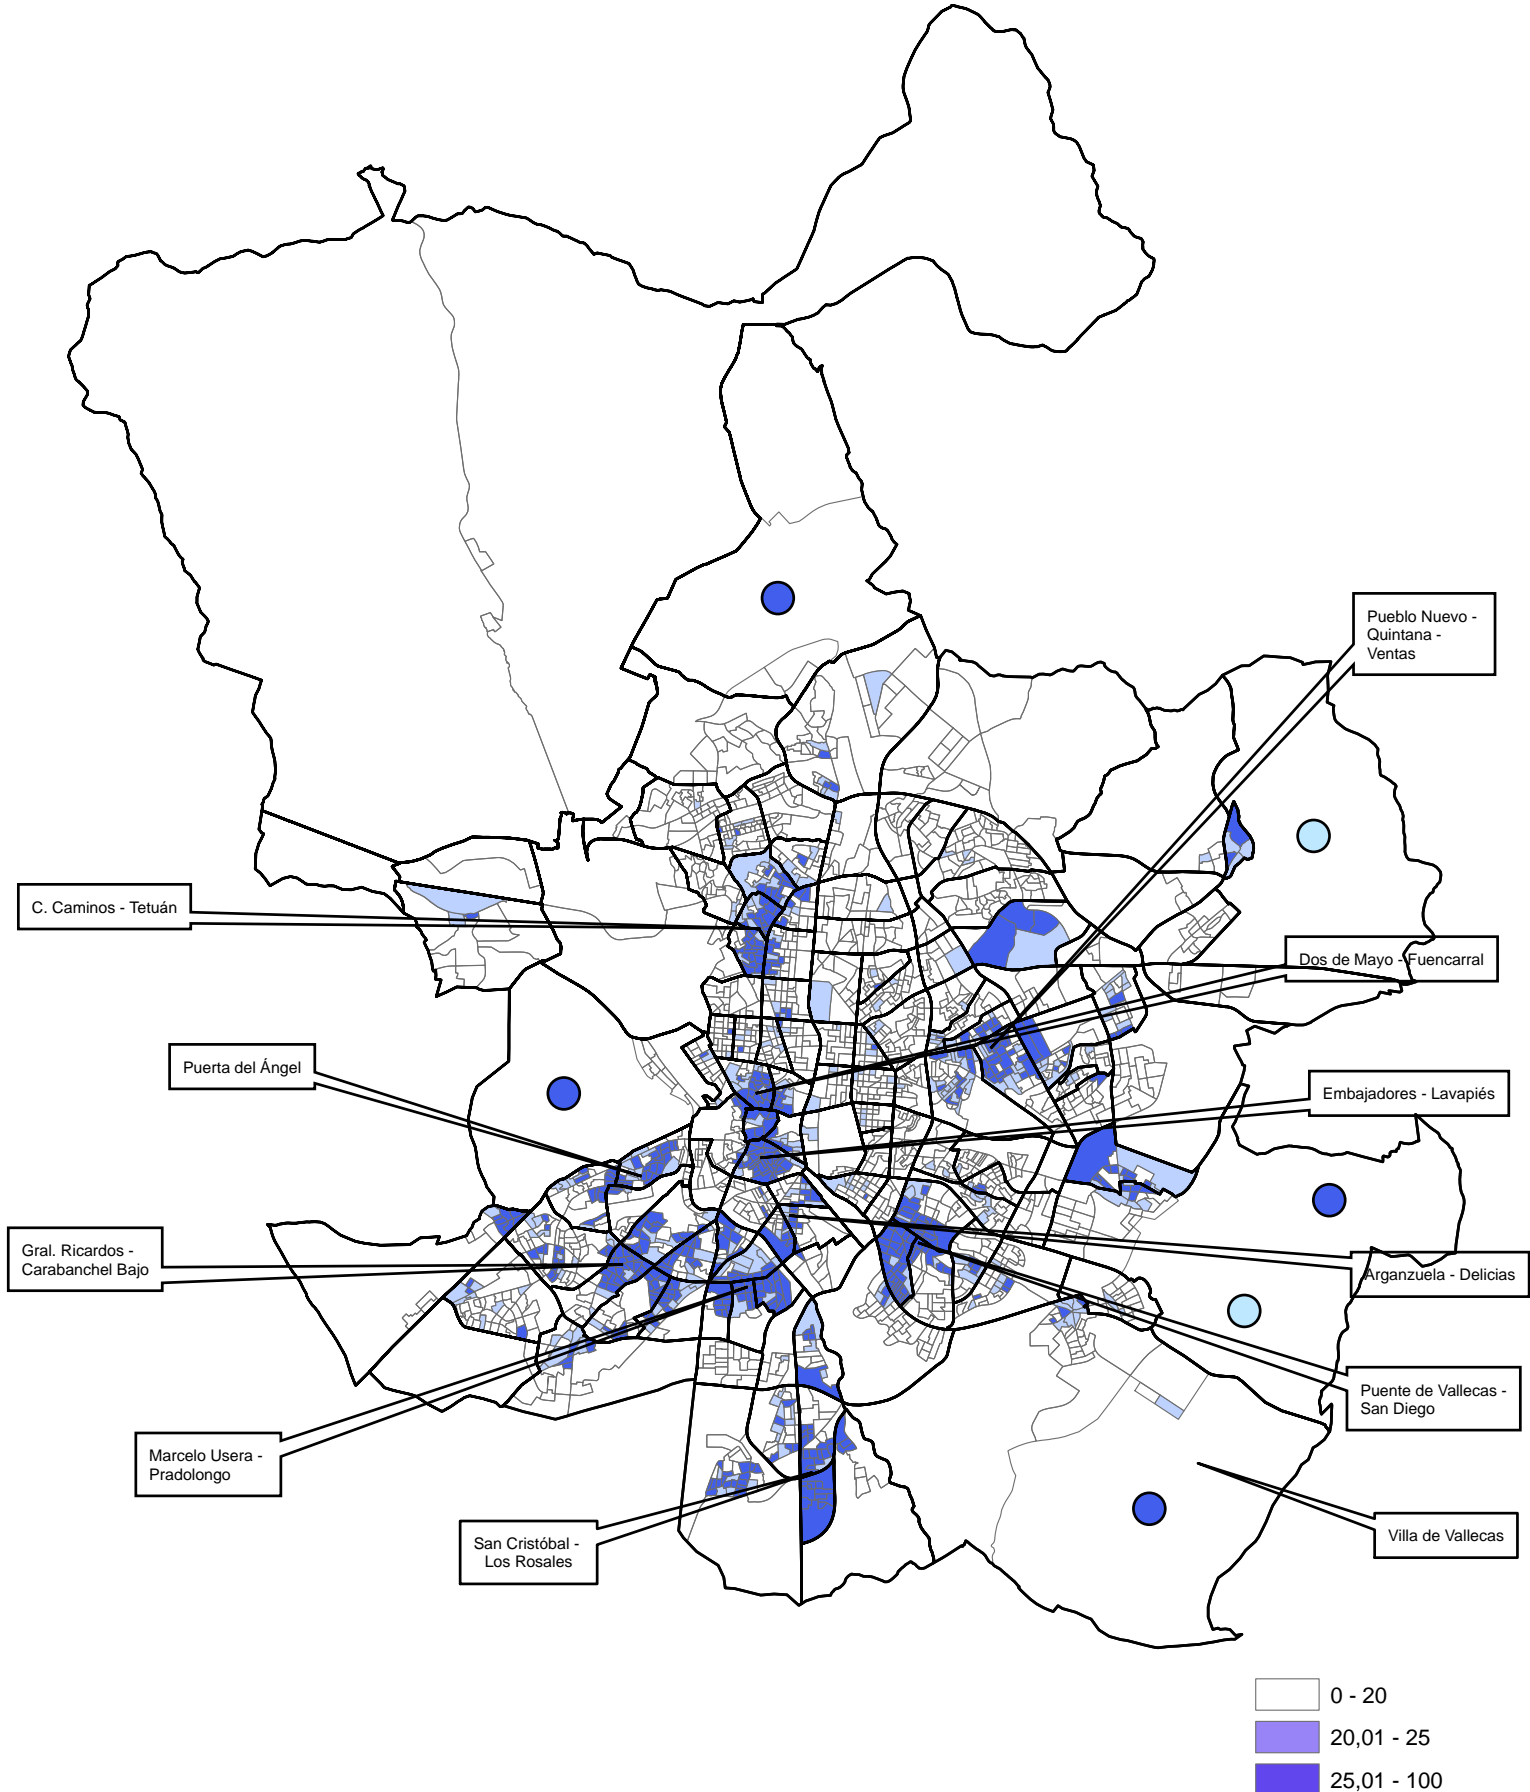 Pueblo Nuevo -
Quintana -
Ventas
C. Caminos - Tetuán
Dos de Mayo - Fuencarral
Puerta del Ángel
Embajadores - Lavapiés
Gral. Ricardos -
Carabanchel Bajo
Arganzuela - Delicias
Puente de Vallecas -
San Diego
Marcelo Usera -
Pradolongo
San Cristóbal -
Los Rosales
Villa de Vallecas
0 - 20
20,01 - 25
25,01 - 100